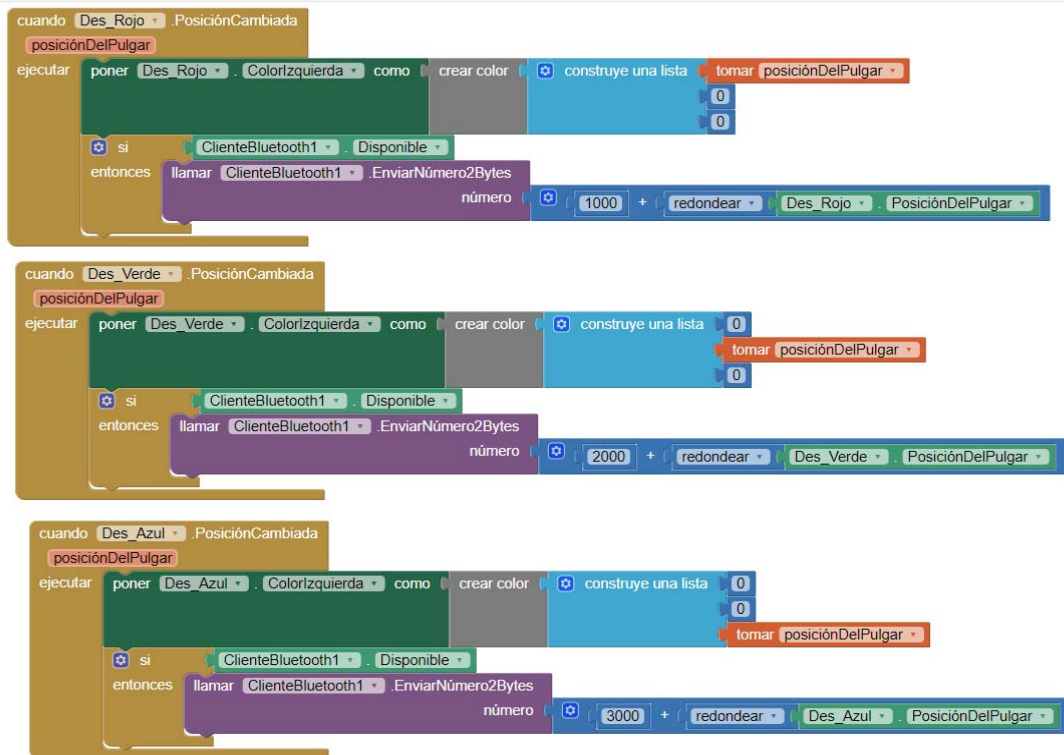 cuando Des_Rojo .PosiciónCambiada
posiciónDelPulgar
ejecutar poner Des_Rojo . ColorIzquierda como crear color construye una lista tomar posiciónDelPulgar
0
0
si ClienteBluetooth1 . Disponible
entonces llamar ClienteBluetooth1 .EnviarNúmero2Bytes
número 1000 + redondear Des_Rojo . PosiciónDelPulgar
cuando Des_Verde .PosiciónCambiada
posiciónDelPulgar
ejecutar poner Des_Verde . ColorIzquierda como crear color construye una lista 0
tomar posiciónDelPulgar
0
si ClienteBluetooth1 . Disponible
entonces llamar ClienteBluetooth1 .EnviarNúmero2Bytes
número 2000 + redondear Des_Verde . PosiciónDelPulgar
cuando Des_Azul .PosiciónCambiada
posiciónDelPulgar
ejecutar poner Des_Azul . ColorIzquierda como crear color construye una lista 0
0
tomar posiciónDelPulgar
si ClienteBluetooth1 . Disponible
entonces llamar ClienteBluetooth1 .EnviarNúmero2Bytes
número 3000 + redondear Des_Azul . PosiciónDelPulgar